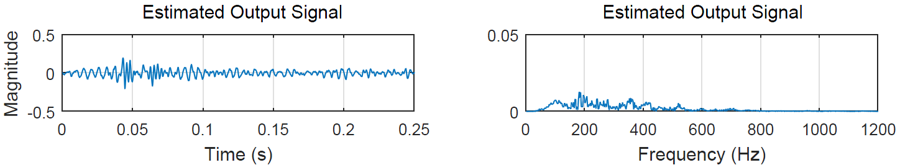 Estimated Output Signal
Magnitude
0.5
0
-0.5
0 0.05 0.1 0.15 0.2 0.25
Time (s)
Estimated Output Signal
0.05
0
0 200 400 600 800 1000 1200
Frequency (Hz)